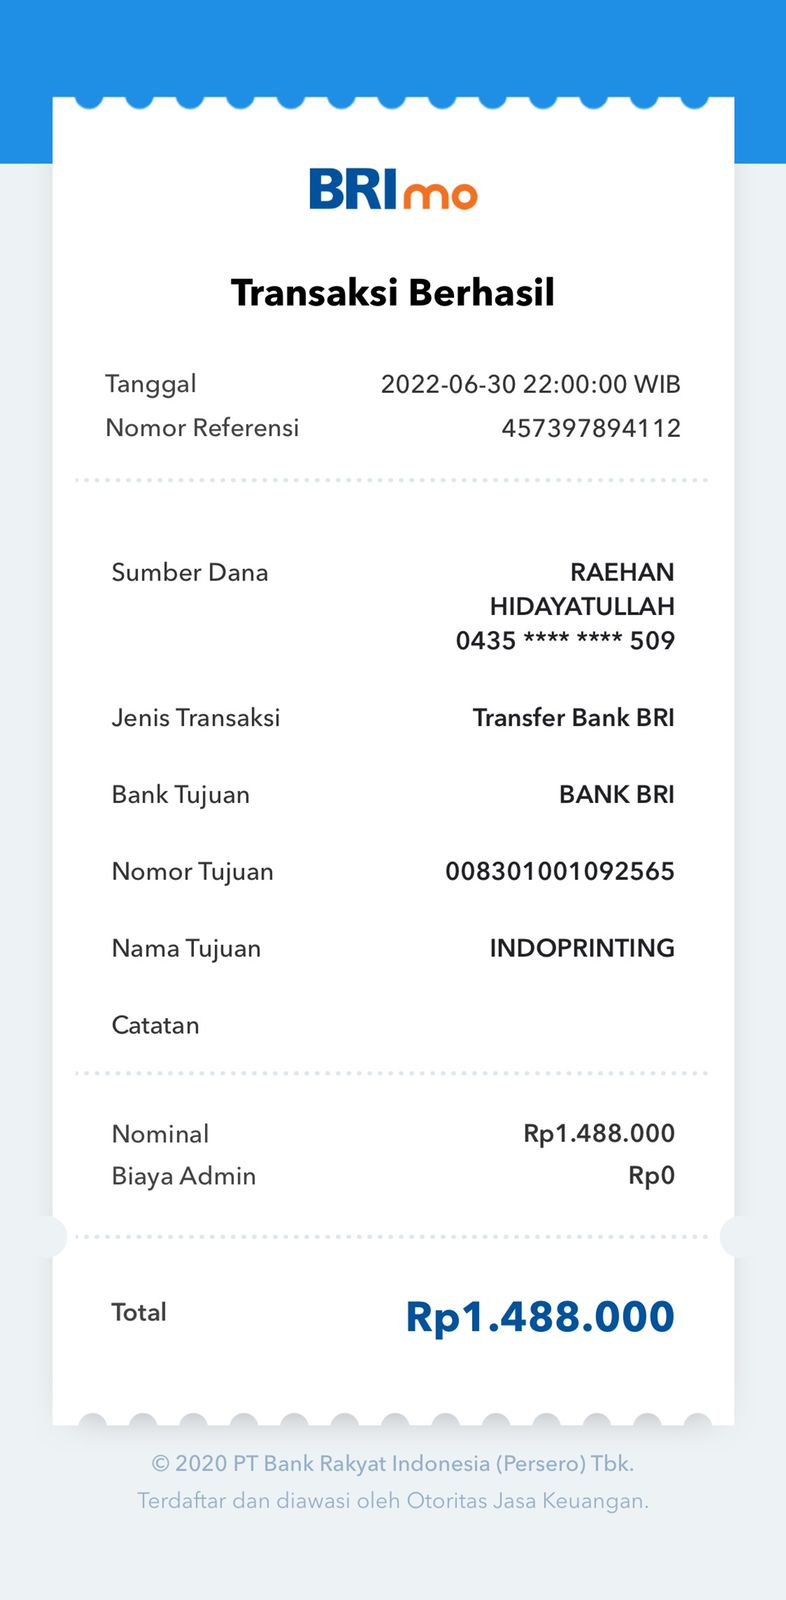 BRImo
Transaksi Berhasil
Tanggal 2022-06-30 22:00:00 WIB
Nomor Referensi 457397894112
Sumber Dana RAEHAN
HIDAYATULLAH
0435 **** **** 509
Jenis Transaksi Transfer Bank BRI
Bank Tujuan BANK BRI
Nomor Tujuan 008301001092565
Nama Tujuan INDOPRINTING
Catatan
Nominal Rp1.488.000
Biaya Admin Rp0
Total Rp1.488.000
© 2020 PT Bank Rakyat Indonesia (Persero) Tbk.
Terdaftar dan diawasi oleh Otoritas Jasa Keuangan.